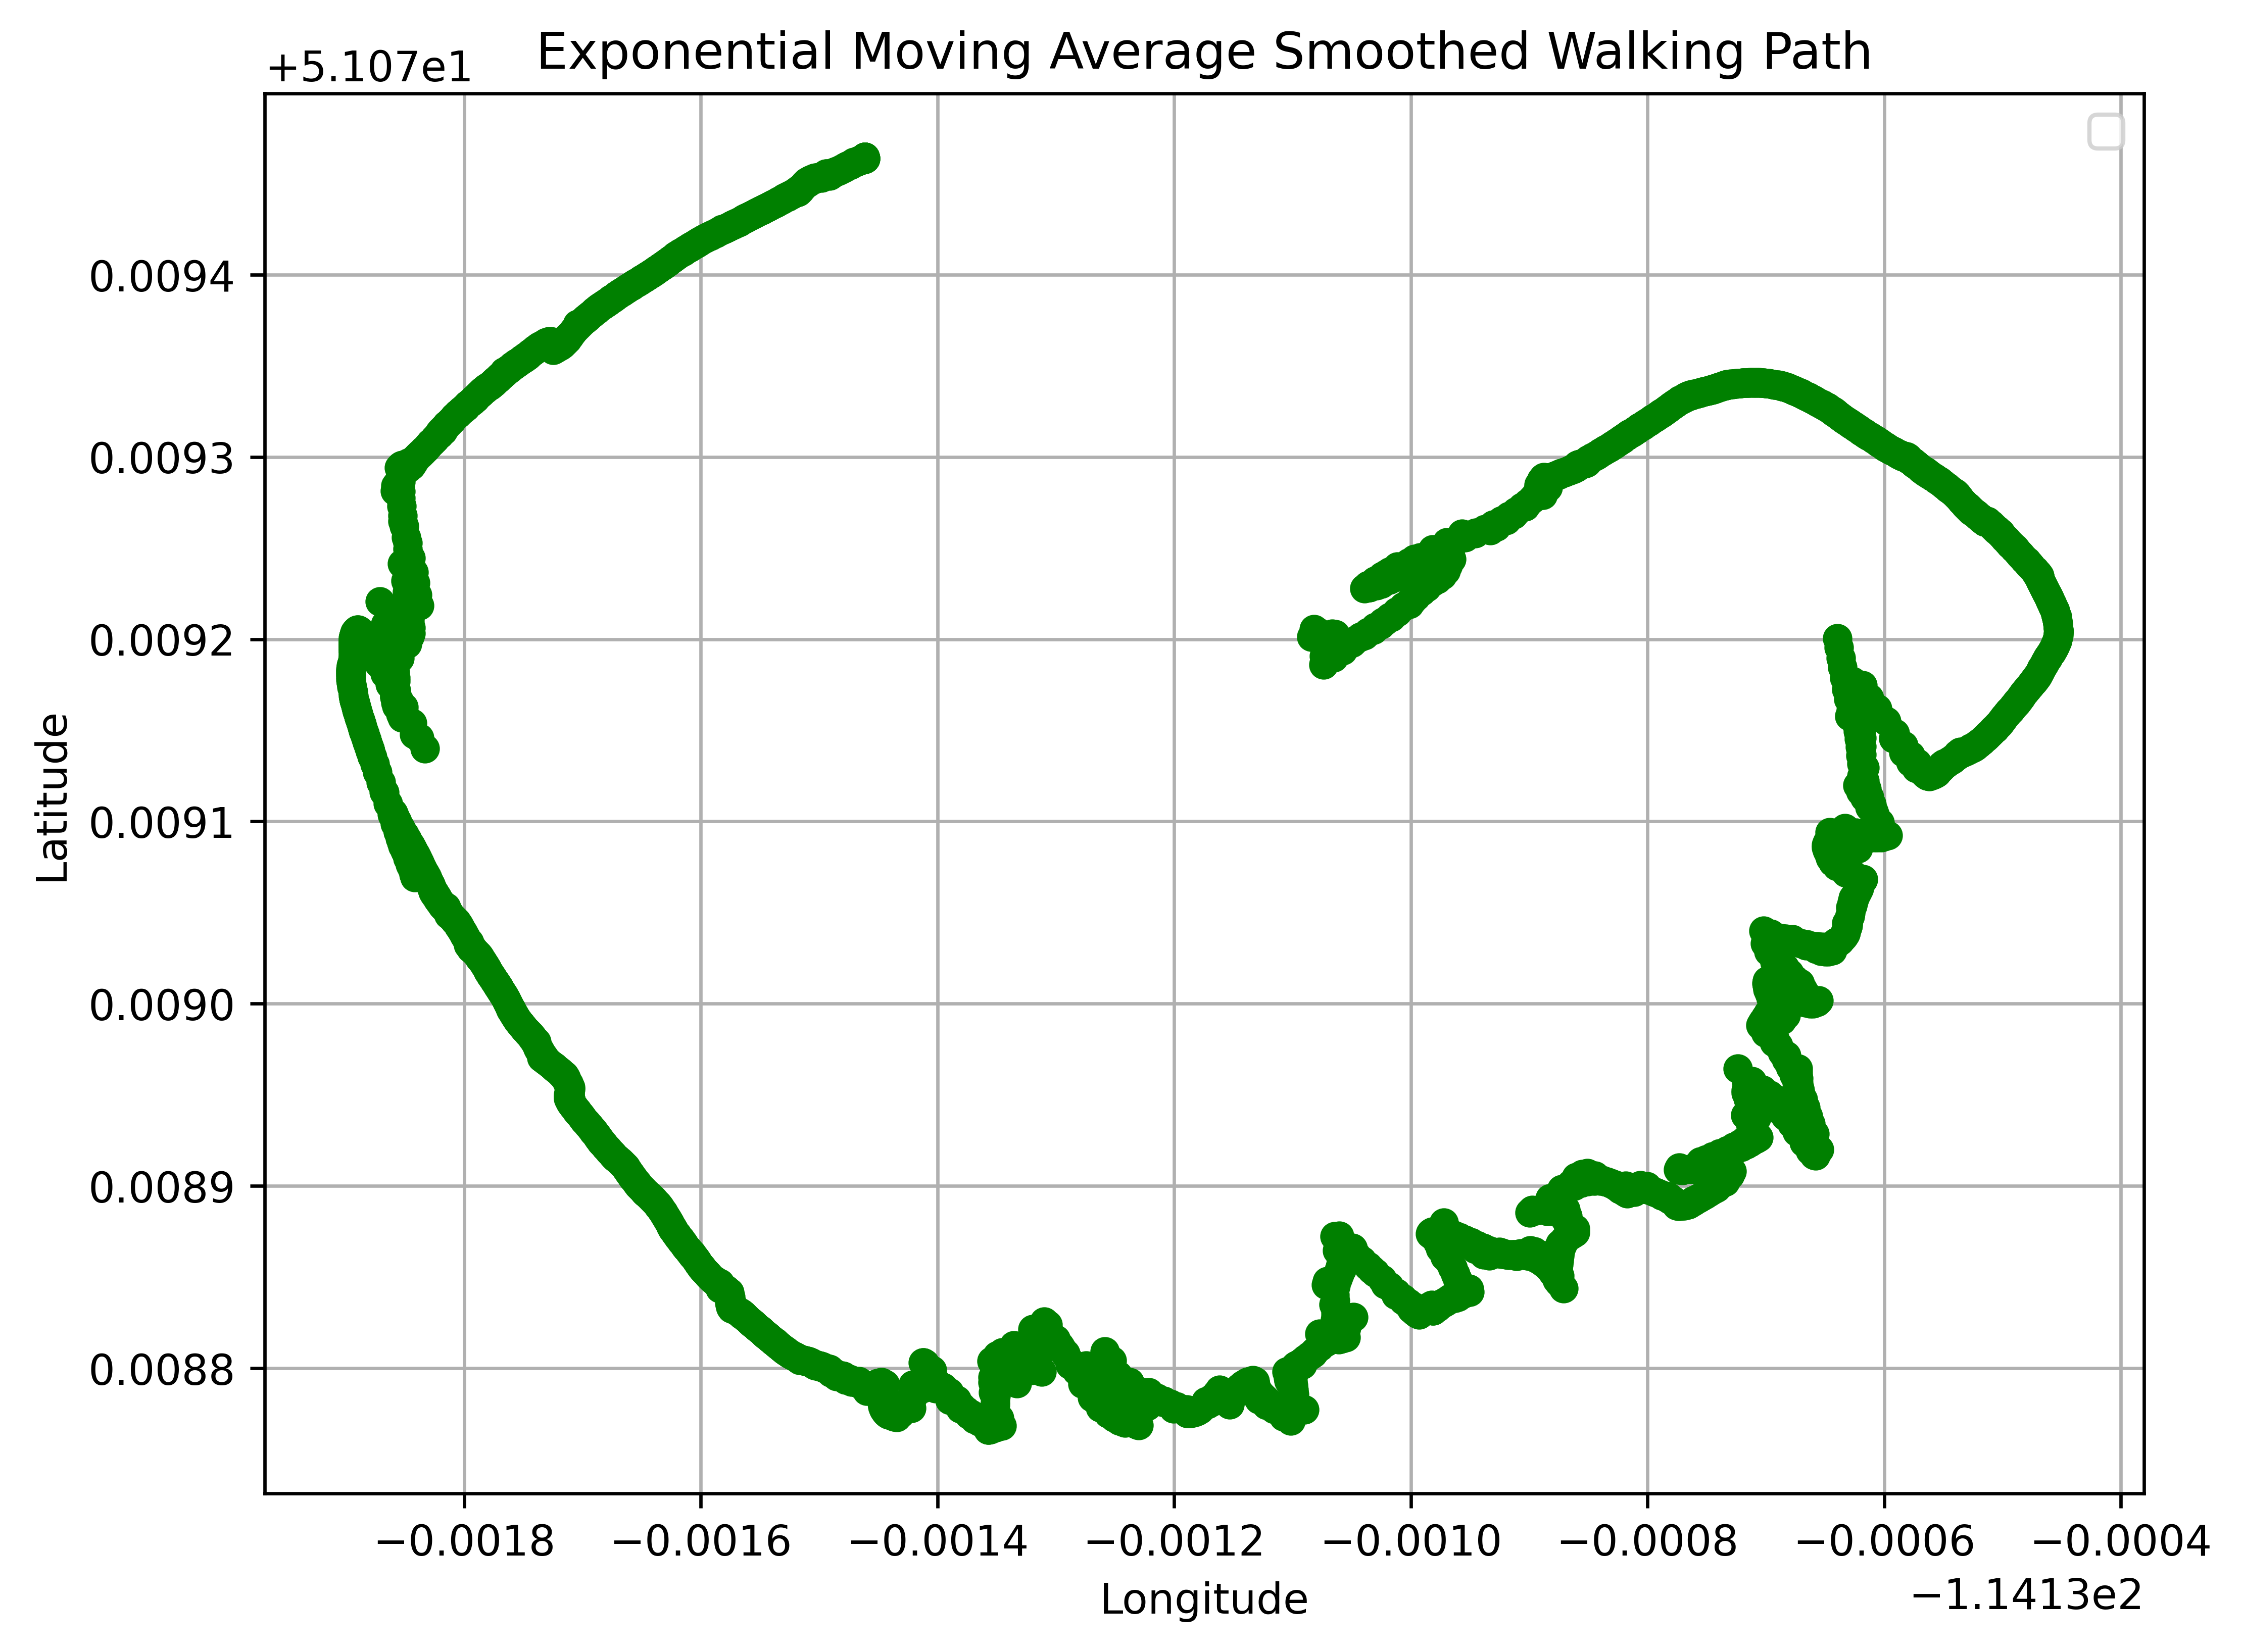 Exponential Moving Average Smoothed Walking Path
+5.107e1
0.0094
0.0093
0.0092
0.0091
0.0090
0.0089
0.0088
Latitude
−0.0018 −0.0016 −0.0014 −0.0012 −0.0010 −0.0008 −0.0006 −0.0004
Longitude
−1.1413e2